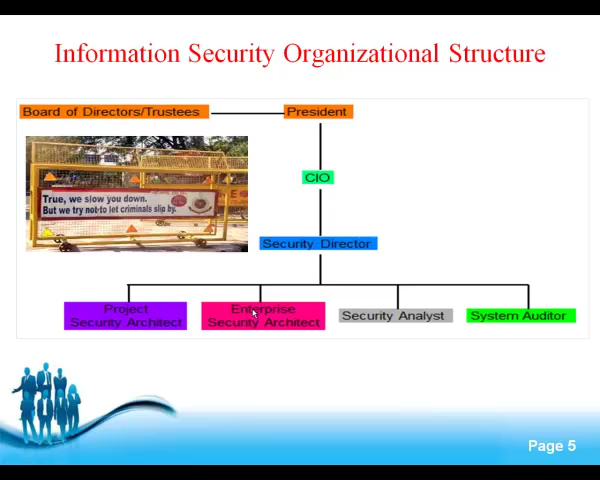 Information Security Organizational Structure
Board of Directors/Trustees
President
CIO
True, we slow you down.
But we try not to let criminals slip by.
Security Director
Project
Security Architect
Enterprise
Security Architect
Security Analyst
System Auditor
Page 5